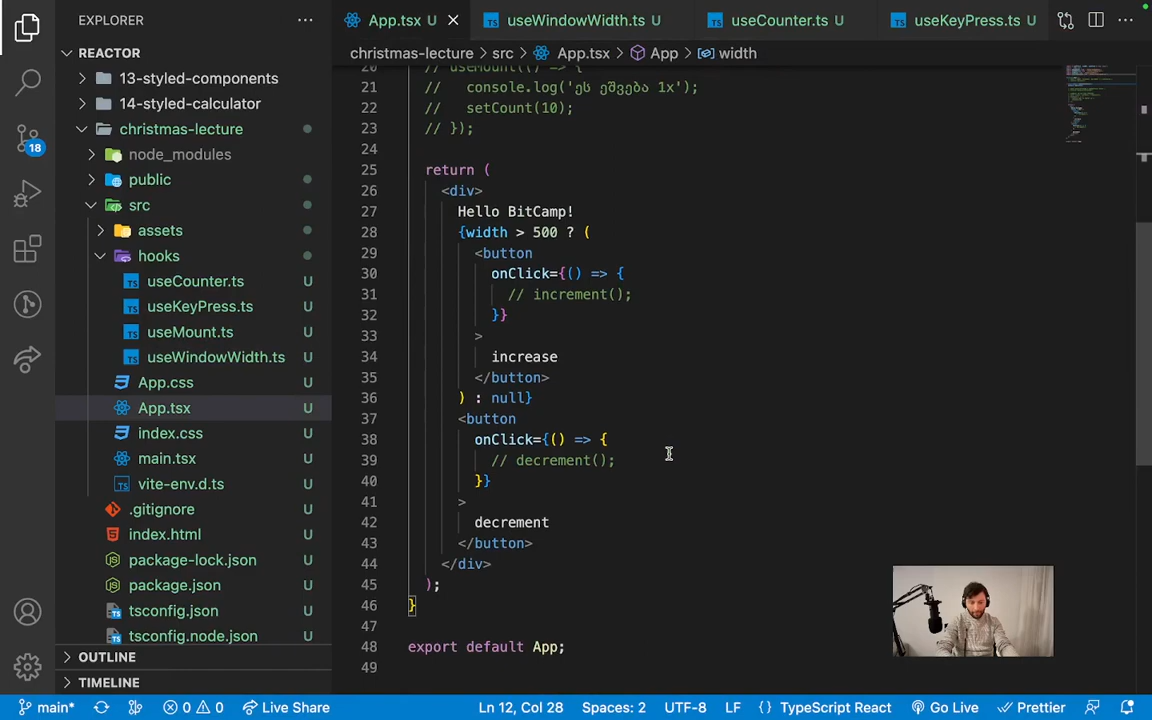 EXPLORER
REACTOR
13-styled-components
14-styled-calculator
christmas-lecture
node_modules
public
src
assets
hooks
useCounter.ts U
useKeyPress.ts U
useMount.ts U
useWindowWidth.ts U
App.css U
App.tsx U
index.css U
main.tsx U
vite-env.d.ts U
.gitignore U
index.html U
package-lock.json U
package.json U
tsconfig.json U
tsconfig.node.json U
OUTLINE
TIMELINE
18
App.tsx U
useWindowWidth.ts U
useCounter.ts U
useKeyPress.ts U
christmas-lecture > src > App.tsx > App > width
20 // useMount(() => {
21 // console.log('ეს ეშვება 1x');
22 // setCount(10);
23 // });
24
25 return (
26 <div>
27 Hello BitCamp!
28 {width > 500 ? (
29 <button
30 onClick={() => {
31 // increment();
32 }}
33 >
34 increase
35 </button>
36 ) : null}
37 <button
38 onClick={() => {
39 // decrement();
40 }}
41 >
42 decrement
43 </button>
44 </div>
45 );
46 }
47
48 export default App;
49
main* 0 0 Live Share Ln 12, Col 28 Spaces: 2 UTF-8 LF {} TypeScript React Go Live Prettier